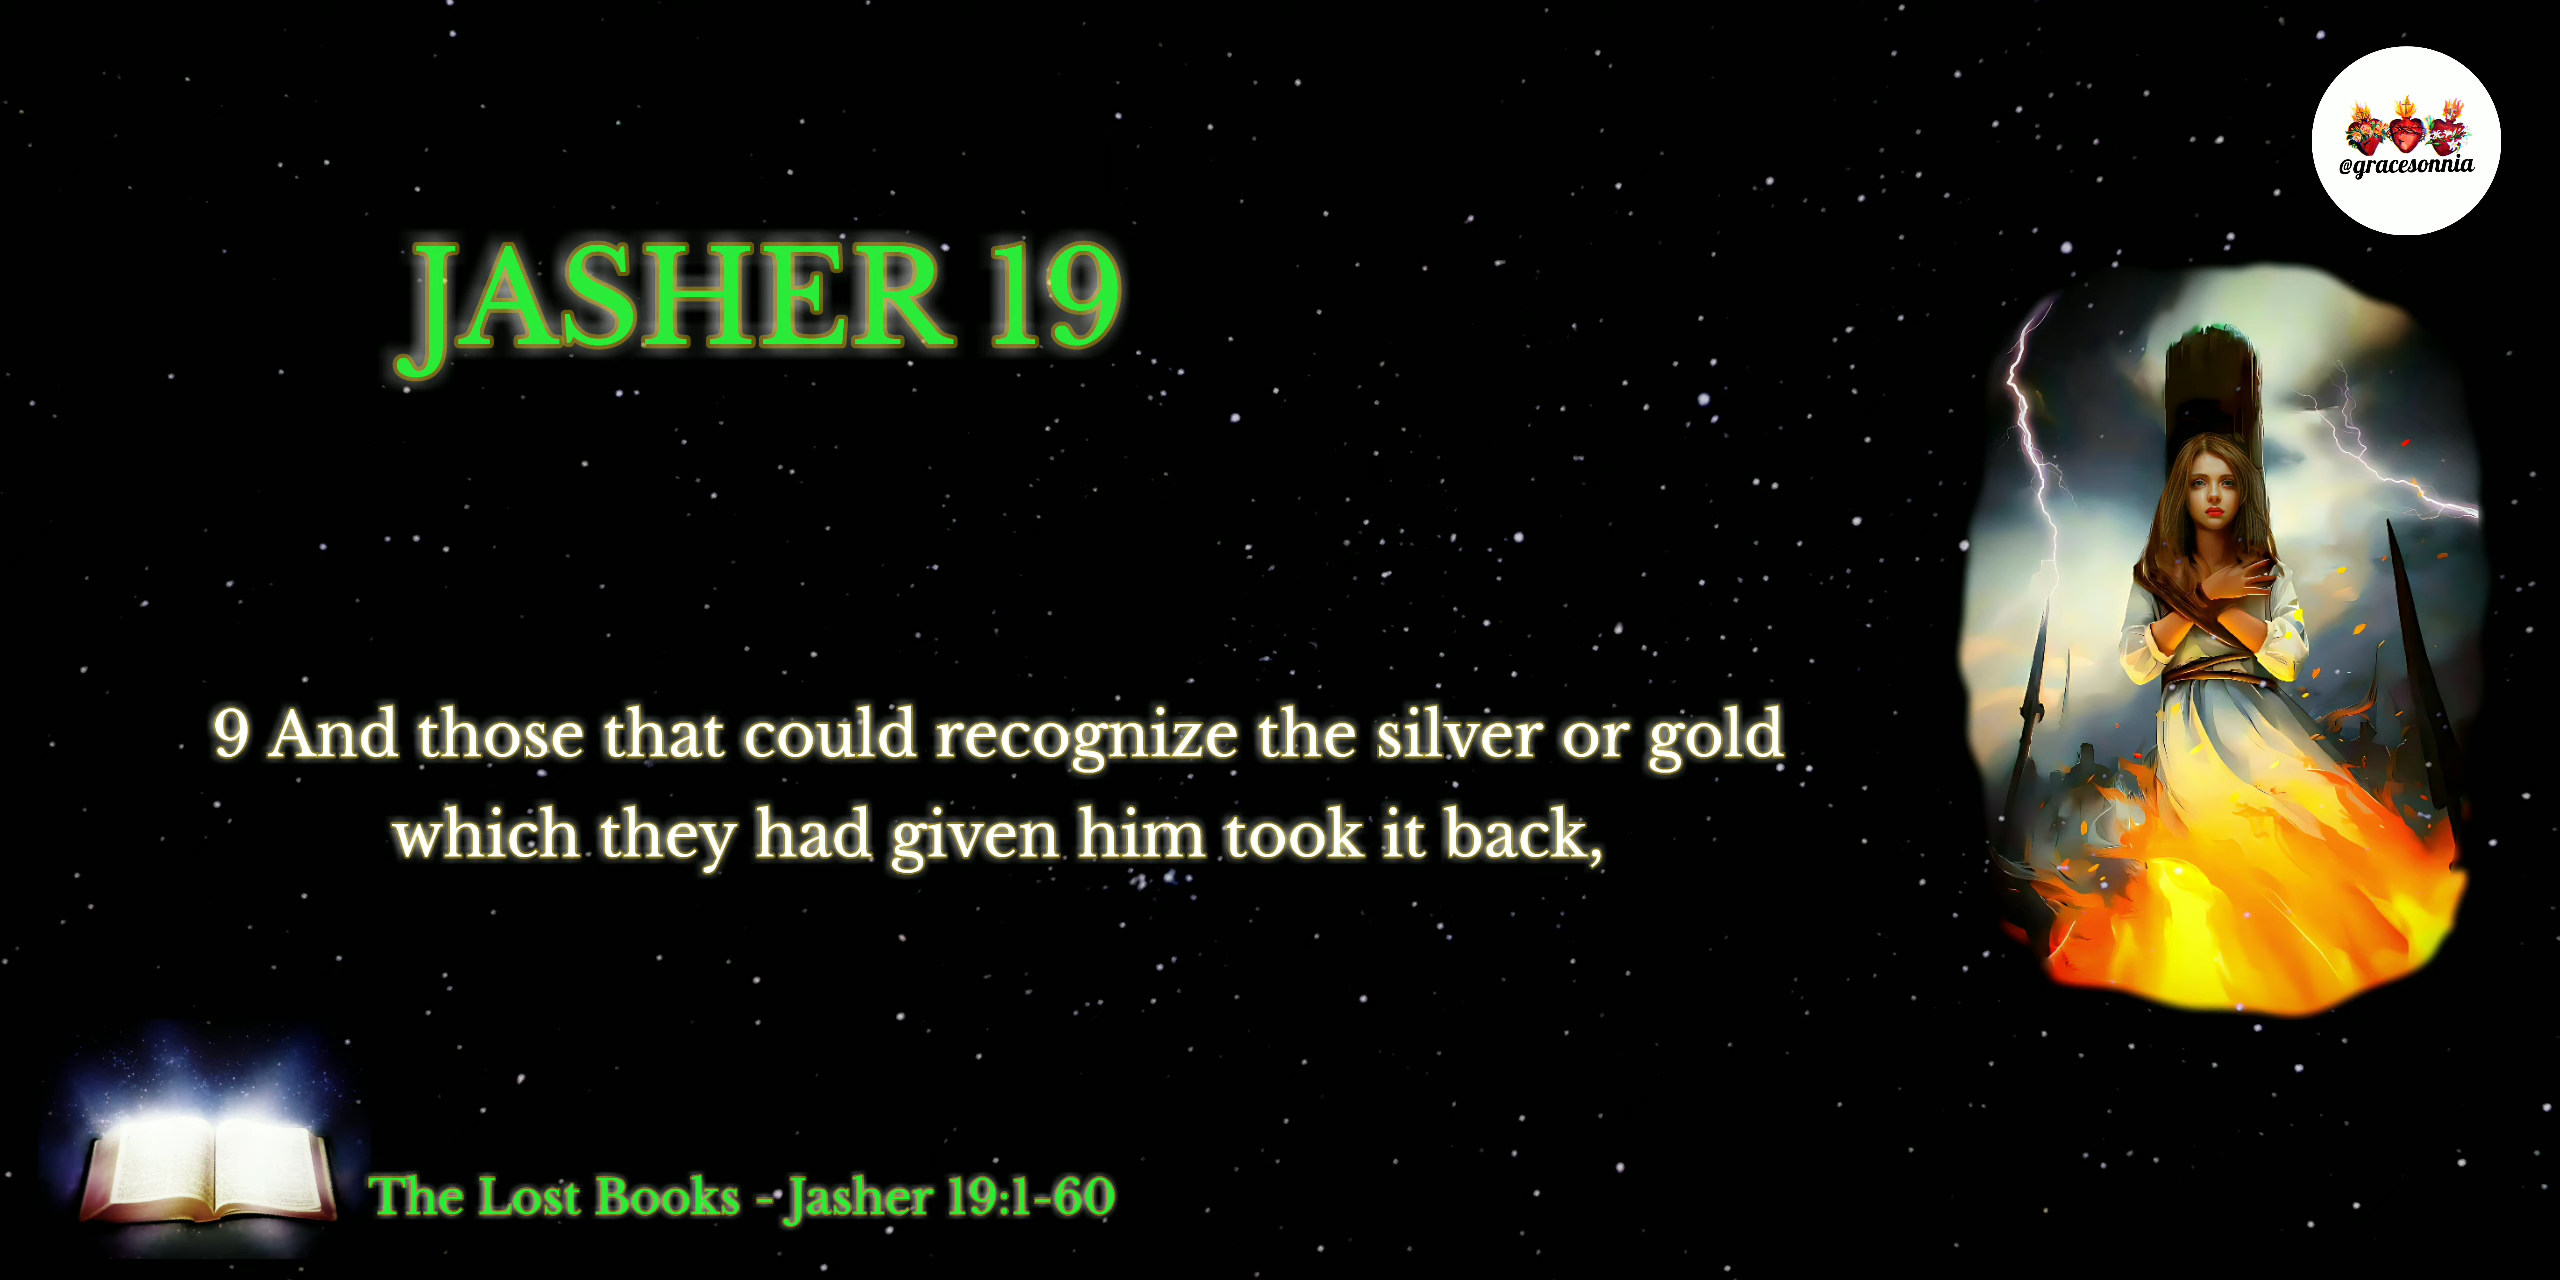 @gracesonnia
JASHER 19
9 And those that could recognize the silver or gold
which they had given him took it back,
The Lost Books - Jasher 19:1-60